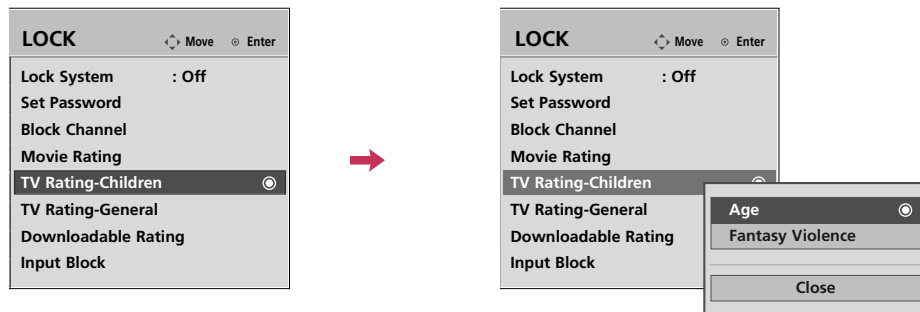 LOCK Move Enter
Lock System : Off
Set Password
Block Channel
Movie Rating
TV Rating-Children
TV Rating-General
Downloadable Rating
Input Block
LOCK Move Enter
Lock System : Off
Set Password
Block Channel
Movie Rating
TV Rating-Children
TV Rating-General
Downloadable Rating
Input Block
Age
Fantasy Violence
Close